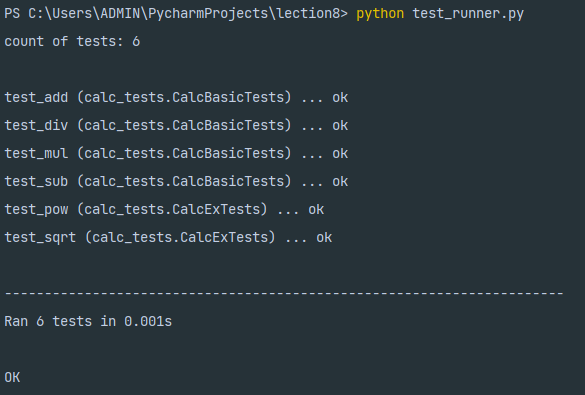 PS C:\Users\ADMIN\PycharmProjects\lection8> python test_runner.py
count of tests: 6
test_add (calc_tests.CalcBasicTests) ... ok
test_div (calc_tests.CalcBasicTests) ... ok
test_mul (calc_tests.CalcBasicTests) ... ok
test_sub (calc_tests.CalcBasicTests) ... ok
test_pow (calc_tests.CalcExTests) ... ok
test_sqrt (calc_tests.CalcExTests) ... ok
----------------------------------------------------------------------
Ran 6 tests in 0.001s
OK